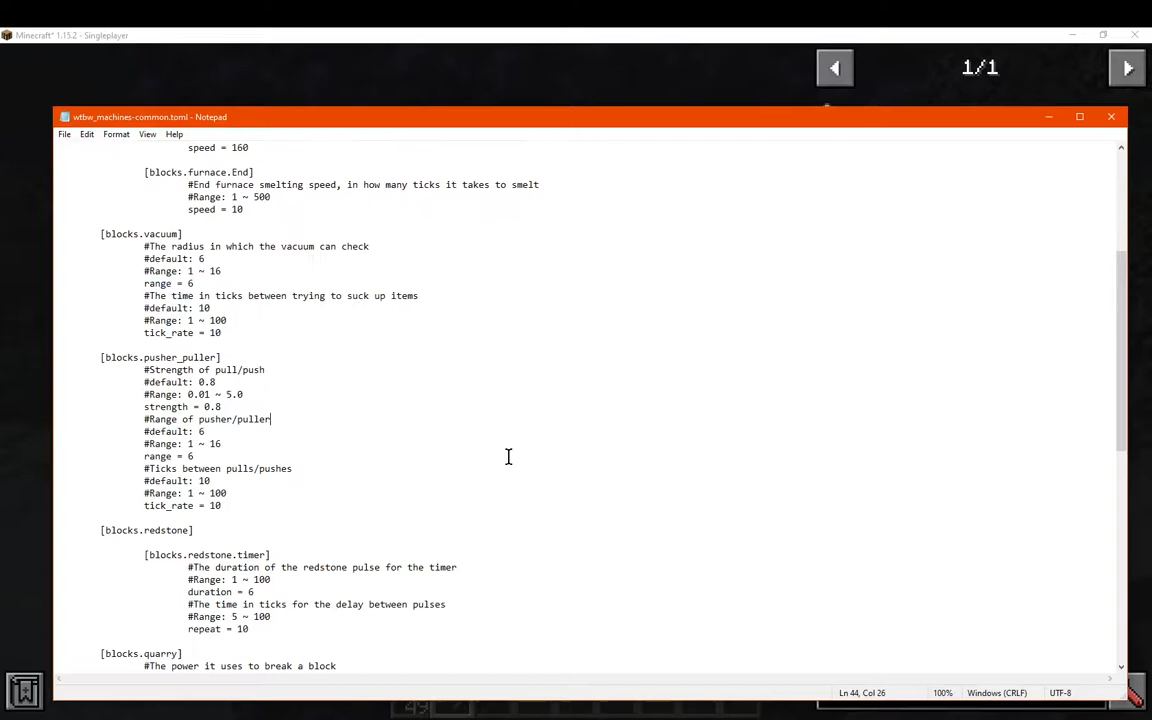 Minecraft* 1.15.2 - Singleplayer
1/1
wtbw_machines-common.toml - Notepad
File Edit Format View Help
speed = 160
[blocks.furnace.End]
#End furnace smelting speed, in how many ticks it takes to smelt
#Range: 1 ~ 500
speed = 10
[blocks.vacuum]
#The radius in which the vacuum can check
#default: 6
#Range: 1 ~ 16
range = 6
#The time in ticks between trying to suck up items
#default: 10
#Range: 1 ~ 100
tick_rate = 10
[blocks.pusher_puller]
#Strength of pull/push
#default: 0.8
#Range: 0.01 ~ 5.0
strength = 0.8
#Range of pusher/puller
#default: 6
#Range: 1 ~ 16
range = 6
#Ticks between pulls/pushes
#default: 10
#Range: 1 ~ 100
tick_rate = 10
[blocks.redstone]
[blocks.redstone.timer]
#The duration of the redstone pulse for the timer
#Range: 1 ~ 100
duration = 6
#The time in ticks for the delay between pulses
#Range: 5 ~ 100
repeat = 10
[blocks.quarry]
#The power it uses to break a block
Ln 44, Col 26 100% Windows (CRLF) UTF-8